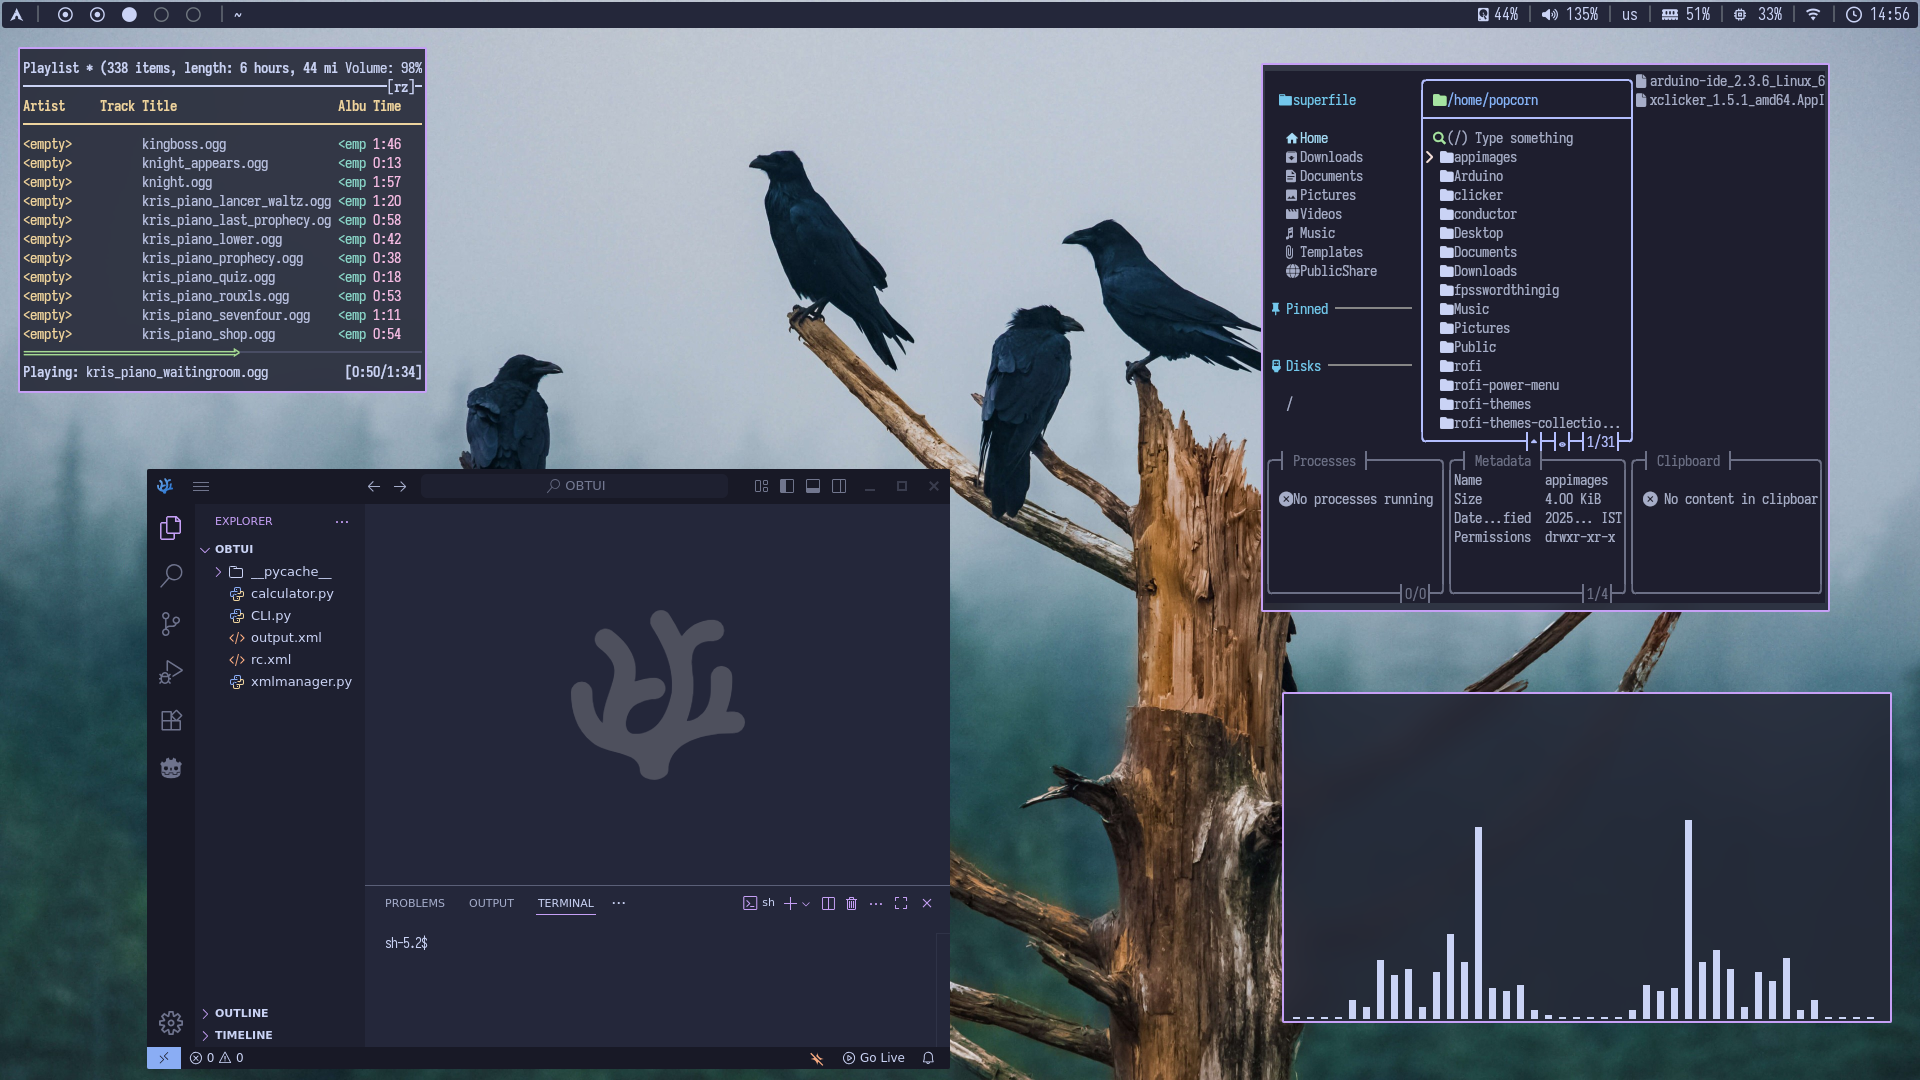 ~ 44% 135% us 51% 33% 14:56
Playlist * (338 items, length: 6 hours, 44 mi Volume: 98%
[rz]
Artist Track Title Albu Time
<empty> kingboss.ogg <emp 1:46
<empty> knight_appears.ogg <emp 0:13
<empty> knight.ogg <emp 1:57
<empty> kris_piano_lancer_waltz.ogg <emp 1:20
<empty> kris_piano_last_prophecy.og <emp 0:58
<empty> kris_piano_lower.ogg <emp 0:42
<empty> kris_piano_prophecy.ogg <emp 0:38
<empty> kris_piano_quiz.ogg <emp 0:18
<empty> kris_piano_rouxls.ogg <emp 0:53
<empty> kris_piano_sevenfour.ogg <emp 1:11
<empty> kris_piano_shop.ogg <emp 0:54
Playing: kris_piano_waitingroom.ogg [0:50/1:34]
superfile
Home
Downloads
Documents
Pictures
Videos
Music
Templates
PublicShare
Pinned
Disks
/
/home/popcorn
(/) Type something
appimages
Arduino
clicker
conductor
Desktop
Documents
Downloads
fpsswordthingig
Music
Pictures
Public
rofi
rofi-power-menu
rofi-themes
rofi-themes-collectio...
1/31
arduino-ide_2.3.6_Linux_6
xclicker_1.5.1_amd64.AppI
Processes
No processes running
0/0
Metadata
Name appimages
Size 4.00 KiB
Date...fied 2025... IST
Permissions drwxr-xr-x
1/4
Clipboard
No content in clipboar
OBTUI
EXPLORER
OBTUI
__pycache__
calculator.py
CLI.py
output.xml
rc.xml
xmlmanager.py
OUTLINE
TIMELINE
PROBLEMS OUTPUT TERMINAL sh
sh-5.2$
0 0 Go Live